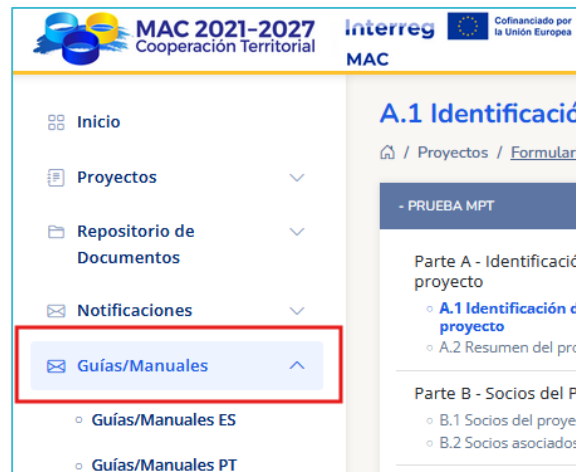 MAC 2021-2027
Cooperación Territorial
Interreg
Cofinanciado por
la Unión Europea
MAC
Inicio
Proyectos
Repositorio de
Documentos
Notificaciones
Guías/Manuales
Guías/Manuales ES
Guías/Manuales PT
A.1 Identificació
/ Proyectos / Formular
- PRUEBA MPT
Parte A - Identificació
proyecto
A.1 Identificación d
proyecto
A.2 Resumen del pro
Parte B - Socios del P
B.1 Socios del proye
B.2 Socios asociados